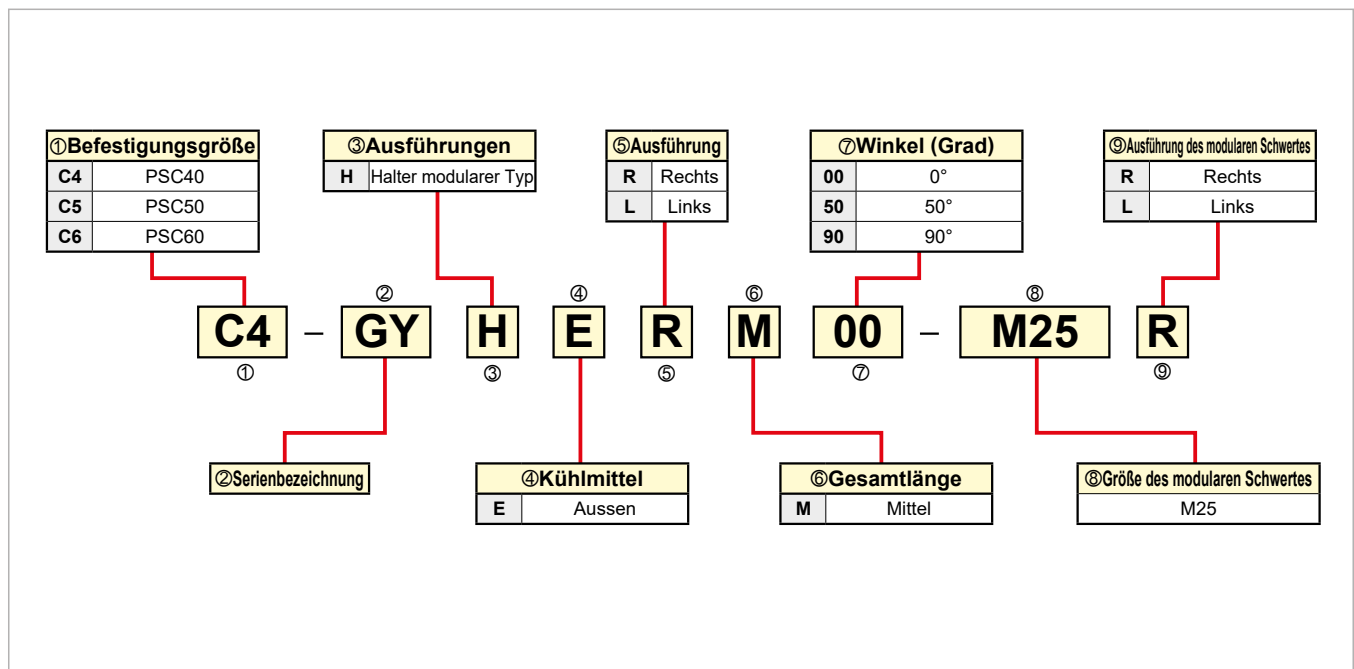 ①Befestigungsgröße
C4 PSC40
C5 PSC50
C6 PSC60
③Ausführungen
H Halter modularer Typ
⑤Ausführung
R Rechts
L Links
⑦Winkel (Grad)
00 0°
50 50°
90 90°
⑨Ausführung des modularen Schwertes
R Rechts
L Links
② ④ ⑥ ⑧
C4 – GY H E R M 00 – M25 R
① ③ ⑤ ⑦ ⑨
②Serienbezeichnung
④Kühlmittel
E Aussen
⑥Gesamtlänge
M Mittel
⑧Größe des modularen Schwertes
M25